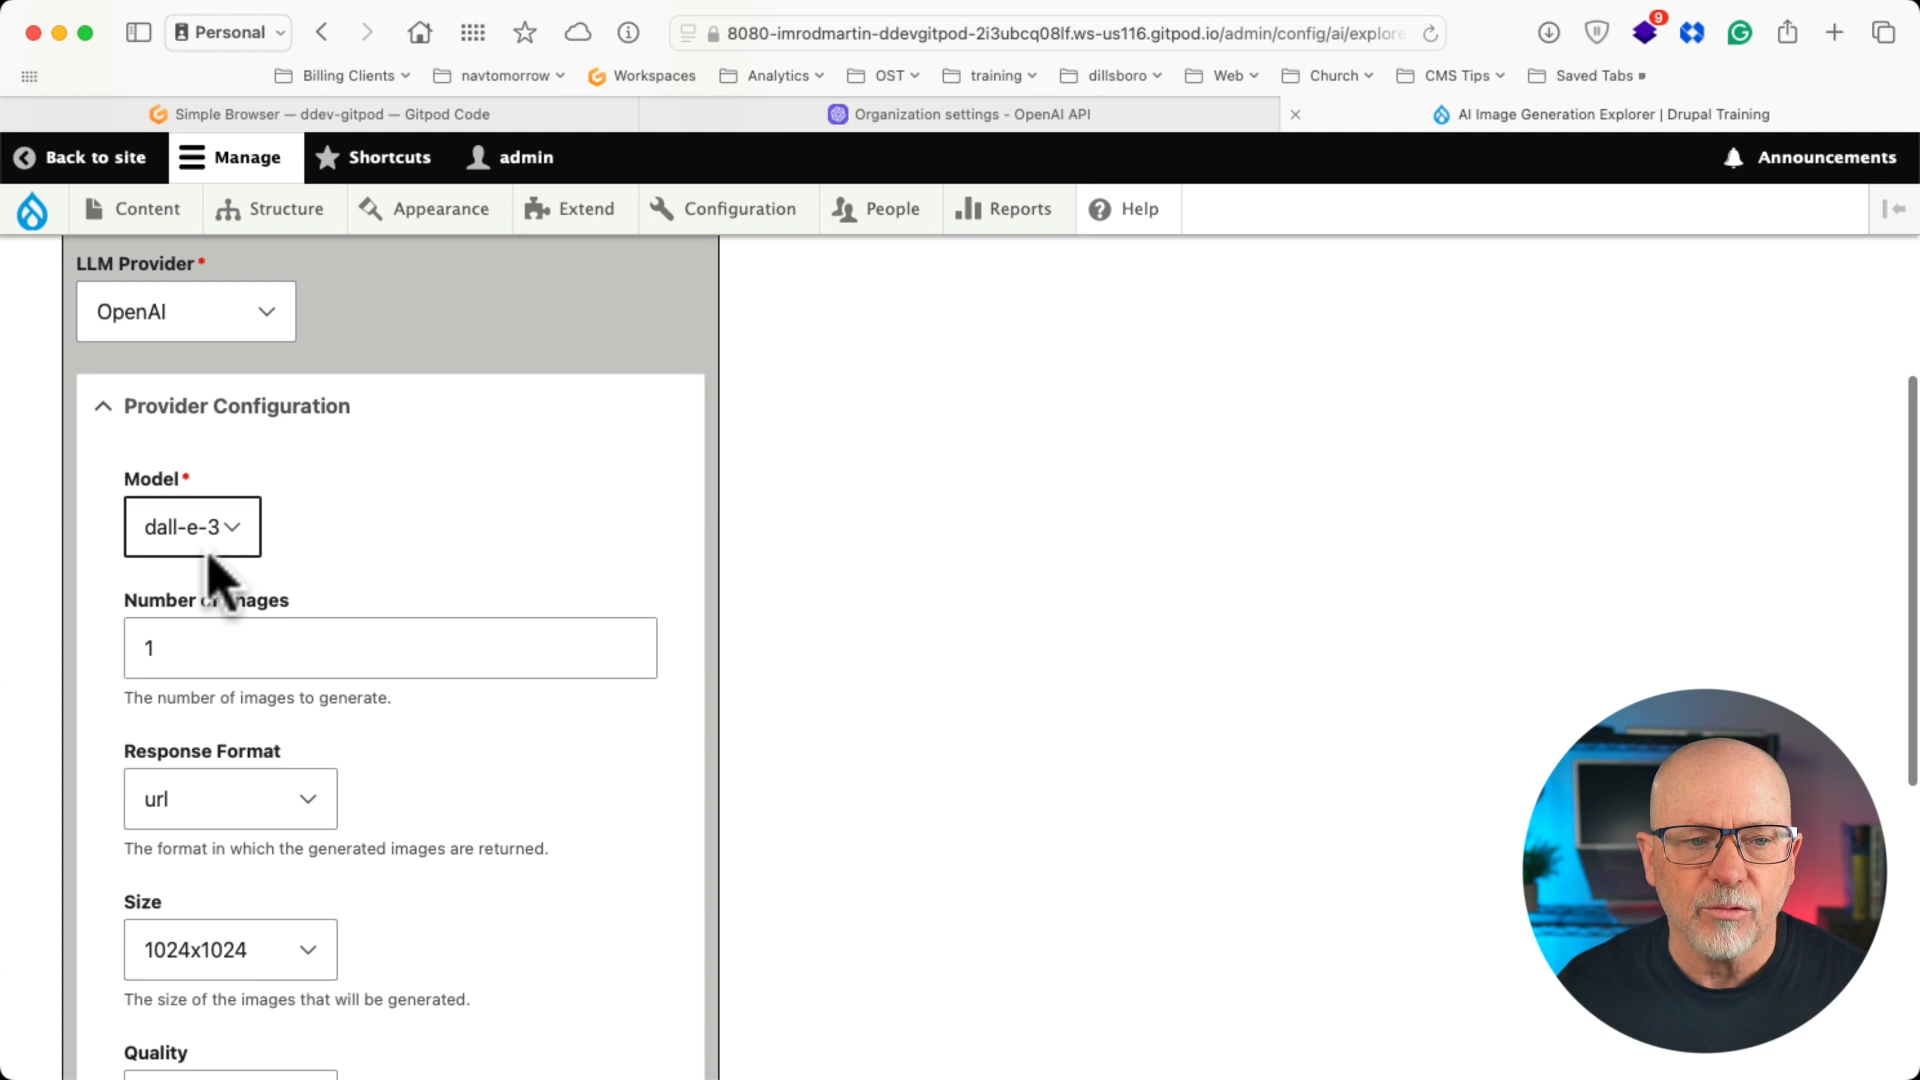 Personal
8080-imrodmartin-ddevgitpod-2i3ubcq08lf.ws-us116.gitpod.io/admin/config/ai/explore
9
Billing Clients
navtomorrow
Workspaces
Analytics
OST
training
dillsboro
Web
Church
CMS Tips
Saved Tabs
Simple Browser — ddev-gitpod — Gitpod Code
Organization settings - OpenAI API
AI Image Generation Explorer | Drupal Training
Back to site
Manage
Shortcuts
admin
Announcements
Content
Structure
Appearance
Extend
Configuration
People
Reports
Help
LLM Provider*
OpenAI
Provider Configuration
Model*
dall-e-3
Number of images
1
The number of images to generate.
Response Format
url
The format in which the generated images are returned.
Size
1024x1024
The size of the images that will be generated.
Quality